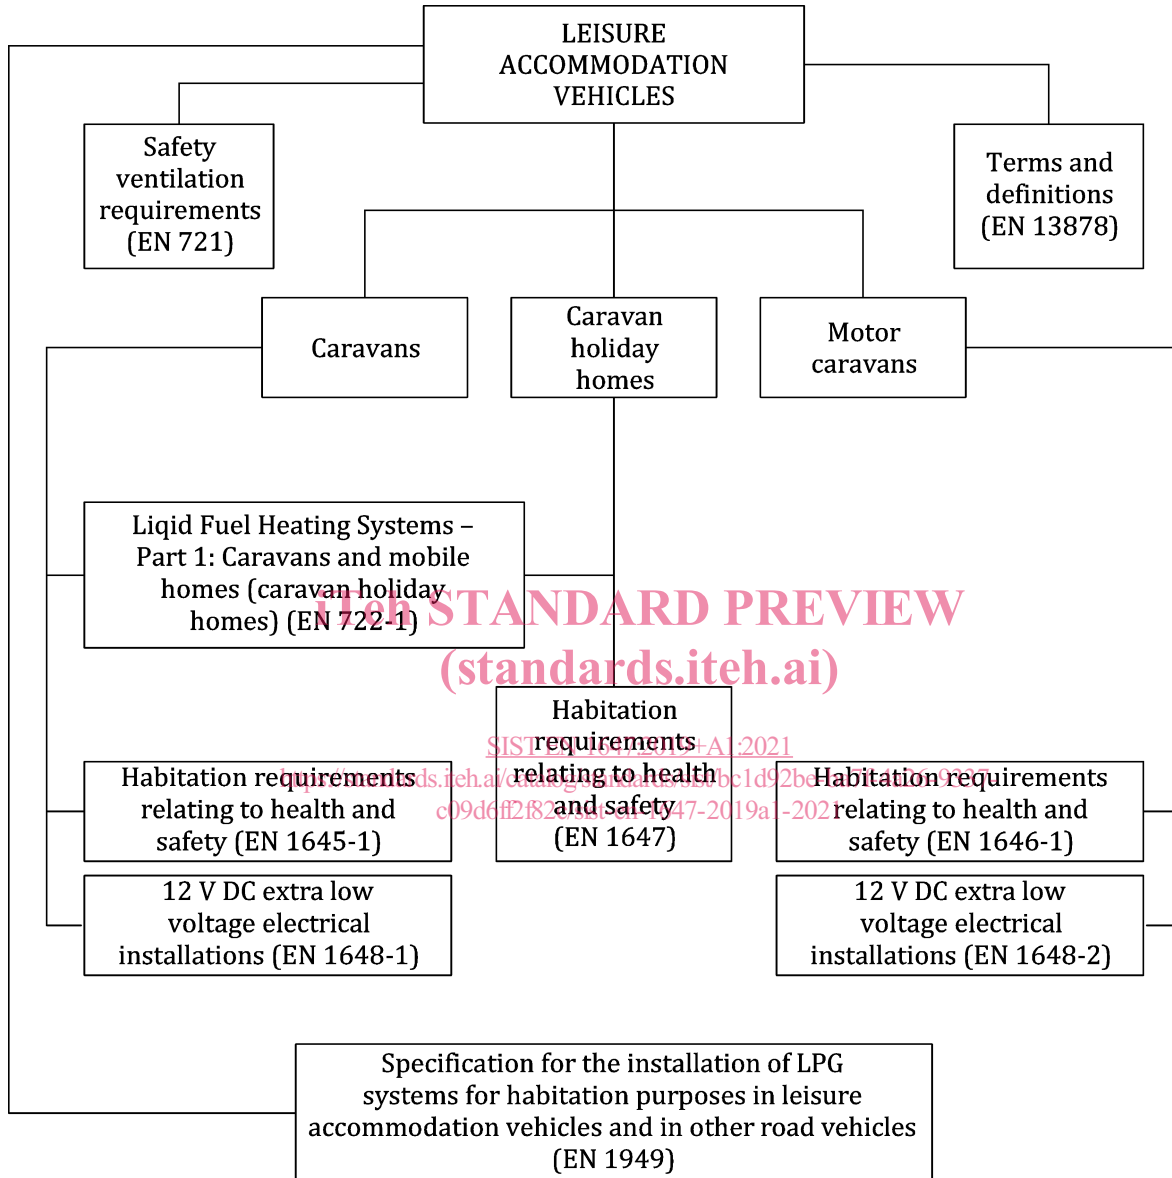 LEISURE
ACCOMMODATION
VEHICLES
Safety
ventilation
requirements
(EN 721)
Terms and
definitions
(EN 13878)
Caravans
Caravan
holiday
homes
Motor
caravans
Liqid Fuel Heating Systems –
Part 1: Caravans and mobile
homes (caravan holiday
homes) (EN 722-1)
iTeh STANDARD PREVIEW
(standards.iteh.ai)
Habitation
requirements
relating to health
and safety
(EN 1647)
SIST EN 1647:2019+A1:2021
Habitation requirements
relating to health and
safety (EN 1645-1)
Habitation requirements
relating to health and
safety (EN 1646-1)
c09d6ff2f82c/sist-en-1647-2019a1-2021
12 V DC extra low
voltage electrical
installations (EN 1648-1)
12 V DC extra low
voltage electrical
installations (EN 1648-2)
Specification for the installation of LPG
systems for habitation purposes in leisure
accommodation vehicles and in other road vehicles
(EN 1949)